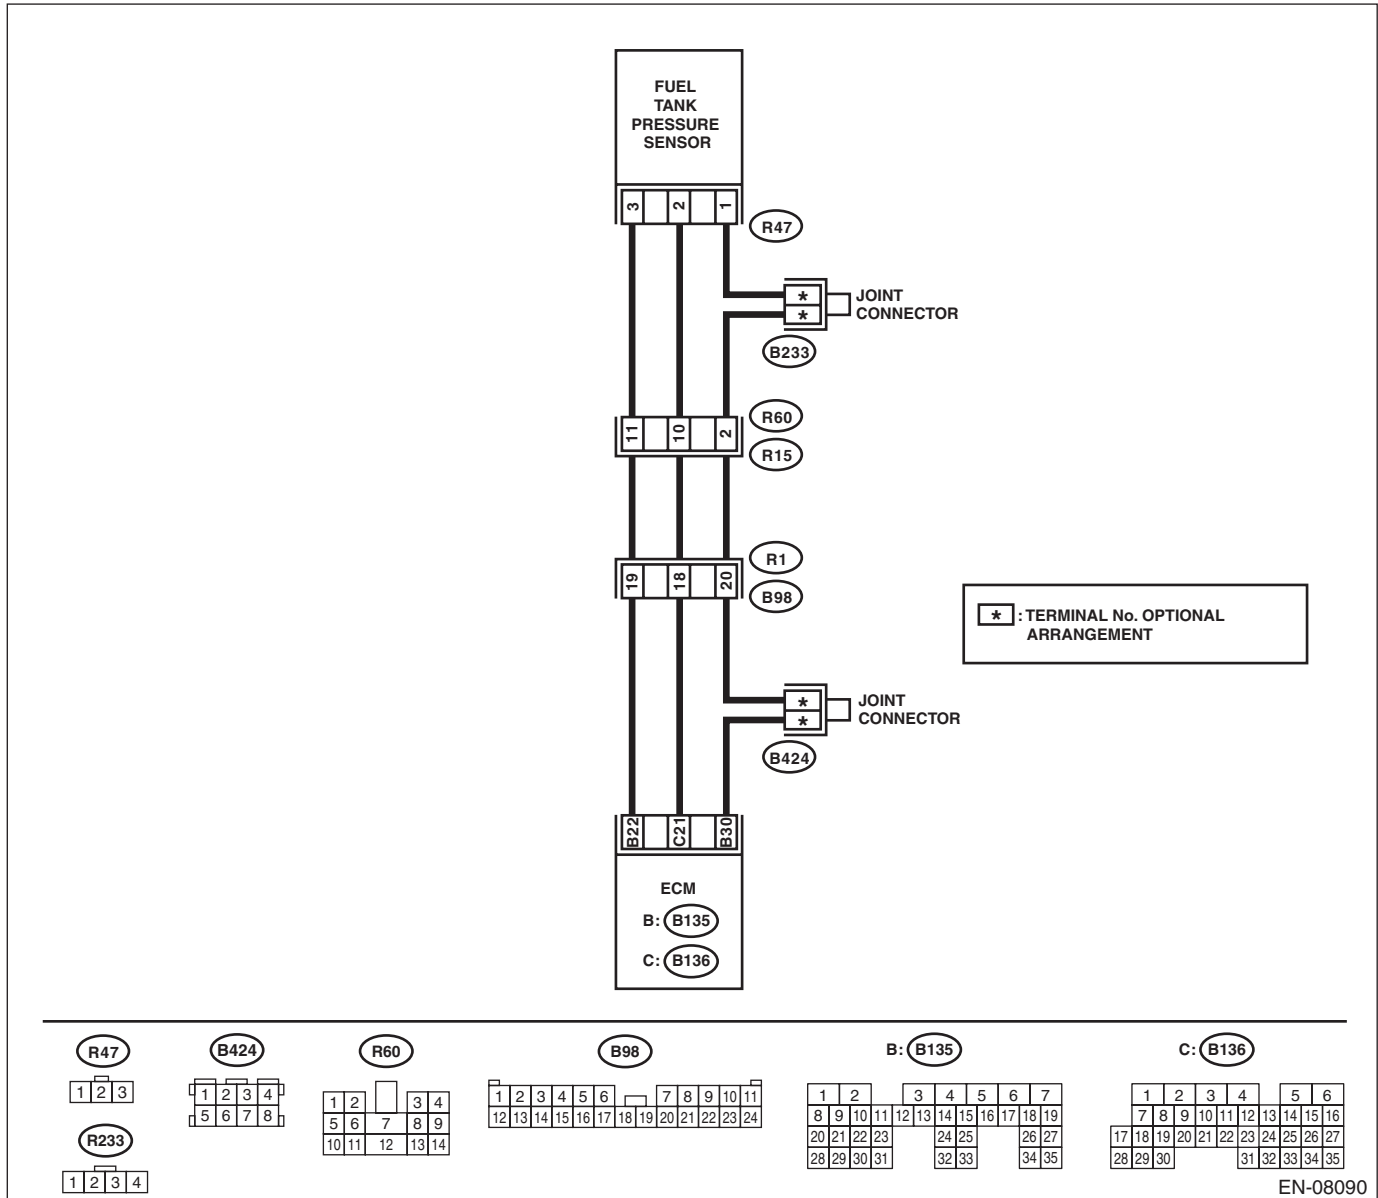 FUEL
TANK
PRESSURE
SENSOR
3 2 1
R47
* JOINT
* CONNECTOR
B233
R60
11 10 2
R15
R1
19 18 20
B98
* : TERMINAL No. OPTIONAL
ARRANGEMENT
* JOINT
* CONNECTOR
B424
B22 C21 B30
ECM
B: B135
C: B136
R47
1 2 3
R233
1 2 3 4
B424
1 2 3 4
5 6 7 8
R60
1 2 3 4
5 6 7 8 9
10 11 12 13 14
B98
1 2 3 4 5 6 7 8 9 10 11
12 13 14 15 16 17 18 19 20 21 22 23 24
B: B135
1 2 3 4 5 6 7
8 9 10 11 12 13 14 15 16 17 18 19
20 21 22 23 24 25 26 27
28 29 30 31 32 33 34 35
C: B136
1 2 3 4 5 6
7 8 9 10 11 12 13 14 15 16
17 18 19 20 21 22 23 24 25 26 27
28 29 30 31 32 33 34 35
EN-08090